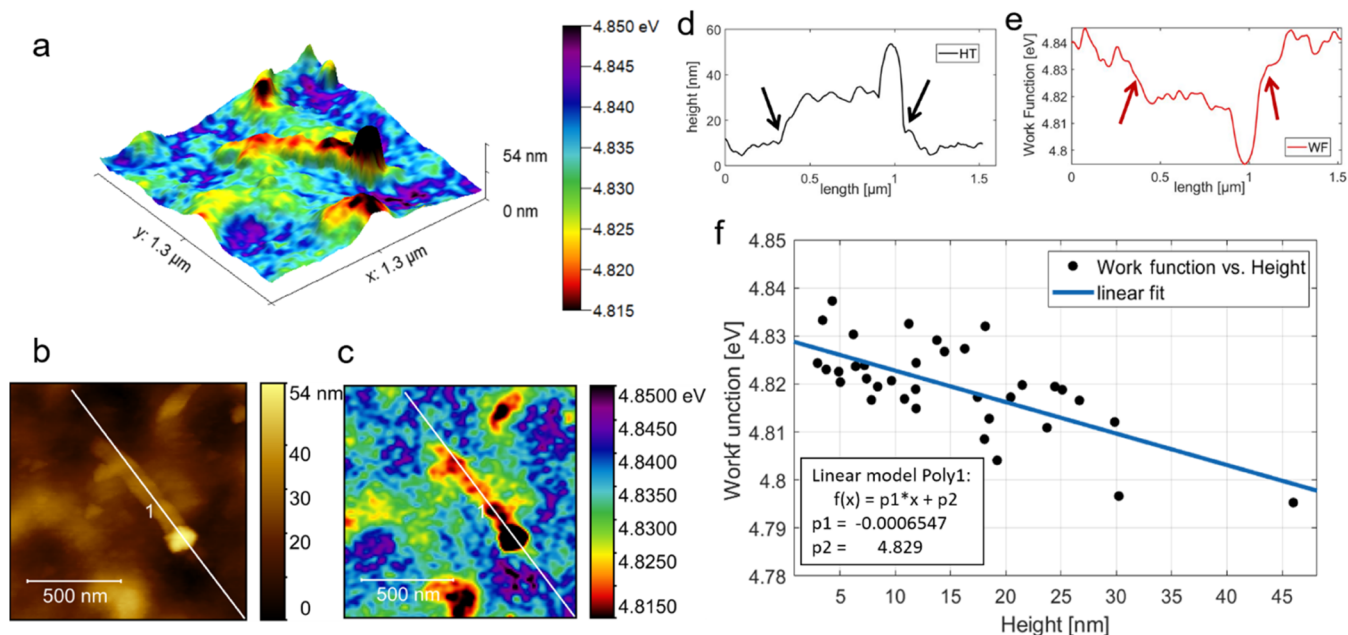 a
4.850 eV
4.845
4.840
4.835
4.830
4.825
4.820
4.815
54 nm
0 nm
y: 1.3 µm
x: 1.3 µm
b
54 nm
40
30
20
10
0
1
500 nm
c
4.8500 eV
4.8450
4.8400
4.8350
4.8300
4.8250
4.8200
4.8150
1
500 nm
d
60
40
20
0
height [nm]
HT
0
0.5
1
1.5
length [µm]
e
4.84
4.83
4.82
4.81
4.8
Work Function [eV]
WF
0
0.5
1
1.5
length [µm]
f
4.85
4.84
4.83
4.82
4.81
4.8
4.79
4.78
Workf unction [eV]
Work function vs. Height
linear fit
Linear model Poly1:
f(x) = p1*x + p2
p1 = -0.0006547
p2 = 4.829
5
10
15
20
25
30
35
40
45
Height [nm]